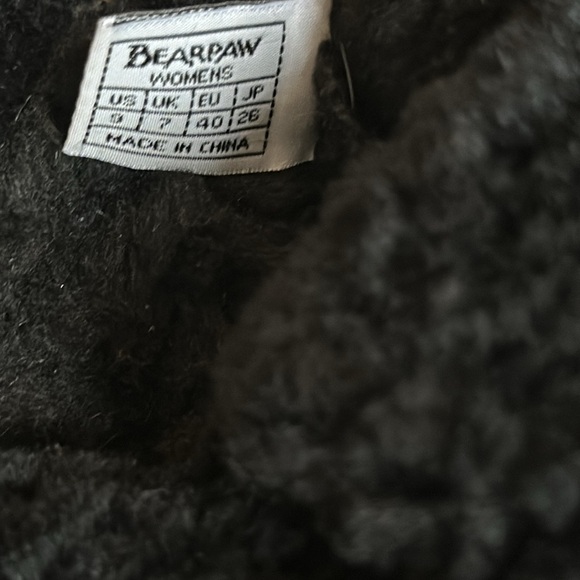 BEARPAW
WOMENS
US UK EU JP
9 7 40 26
MADE IN CHINA